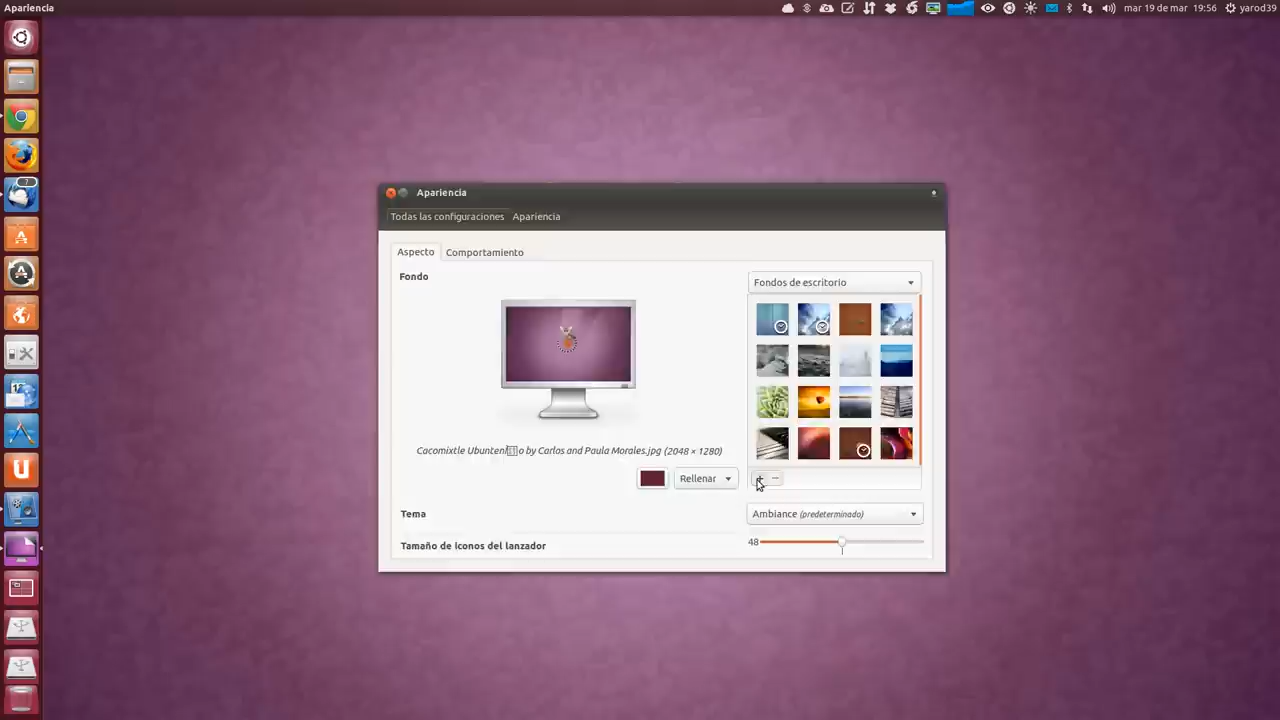 Apariencia
mar 19 de mar 19:56 yarod39
Apariencia
Todas las configuraciones Apariencia
Aspecto Comportamiento
Fondo
Fondos de escritorio
Cacomixtle by Carlos and Paula Morales.jpg (2048 × 1280)
Rellenar
Tema
Ambiance (predeterminado)
Tamaño de iconos del lanzador
48